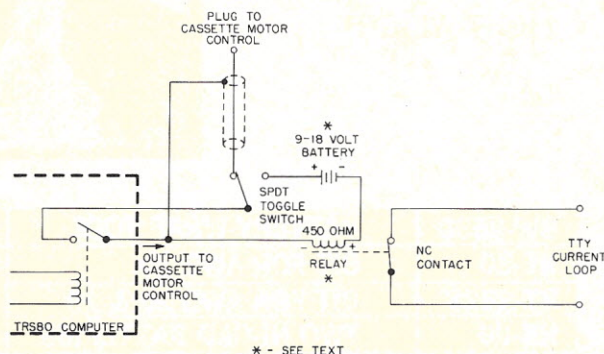 PLUG TO
CASSETTE MOTOR
CONTROL
*
9-18 VOLT
BATTERY
+ -
SPDT
TOGGLE
SWITCH
450 OHM
- +
RELAY
*
NC
CONTACT
TTY
CURRENT
LOOP
OUTPUT TO
CASSETTE
MOTOR
CONTROL
TRS80 COMPUTER
* - SEE TEXT